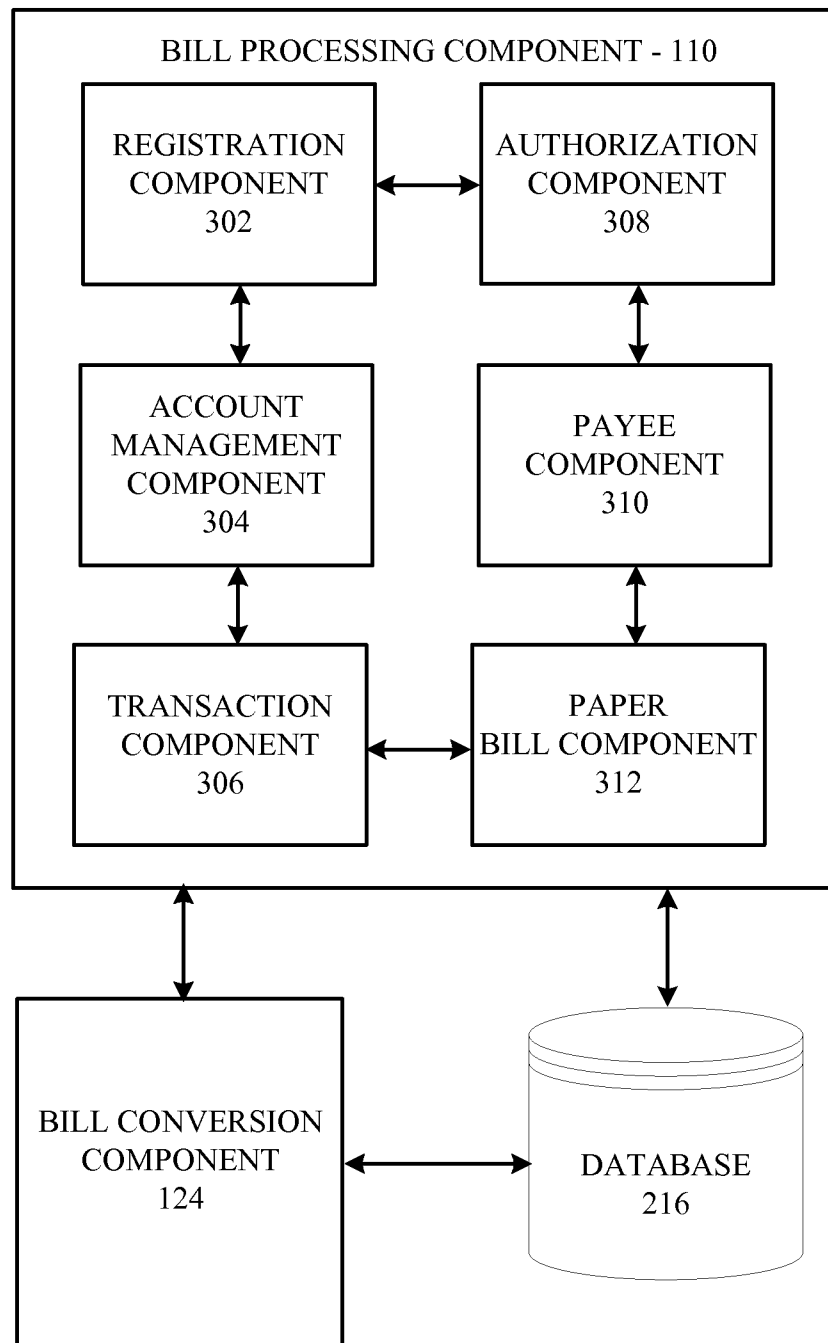 BILL PROCESSING COMPONENT - 110
REGISTRATION
COMPONENT
302
AUTHORIZATION
COMPONENT
308
ACCOUNT
MANAGEMENT
COMPONENT
304
PAYEE
COMPONENT
310
TRANSACTION
COMPONENT
306
PAPER
BILL COMPONENT
312
BILL CONVERSION
COMPONENT
124
DATABASE
216